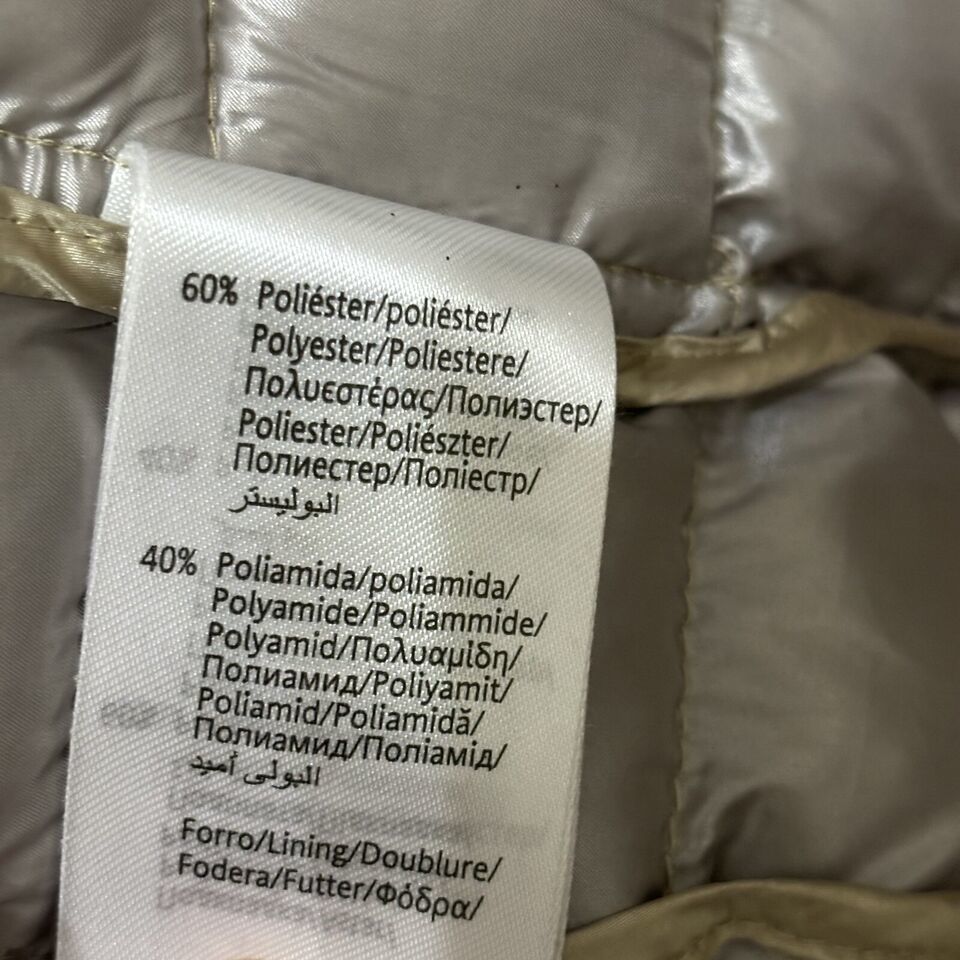 60% Poliéster/poliéster/
Polyester/Poliestere/
Πολυεστέρας/Полиэстер/
Poliester/Poliészter/
Полиестер/Поліестр/
البوليستر
40% Poliamida/poliamida/
Polyamide/Poliammide/
Polyamid/Πολυαμίδη/
Полиамид/Poliyamit/
Poliamid/Poliamidă/
Полиамид/Поліамід/
البولي أميد
Forro/Lining/Doublure/
Fodera/Futter/Φόδρα/